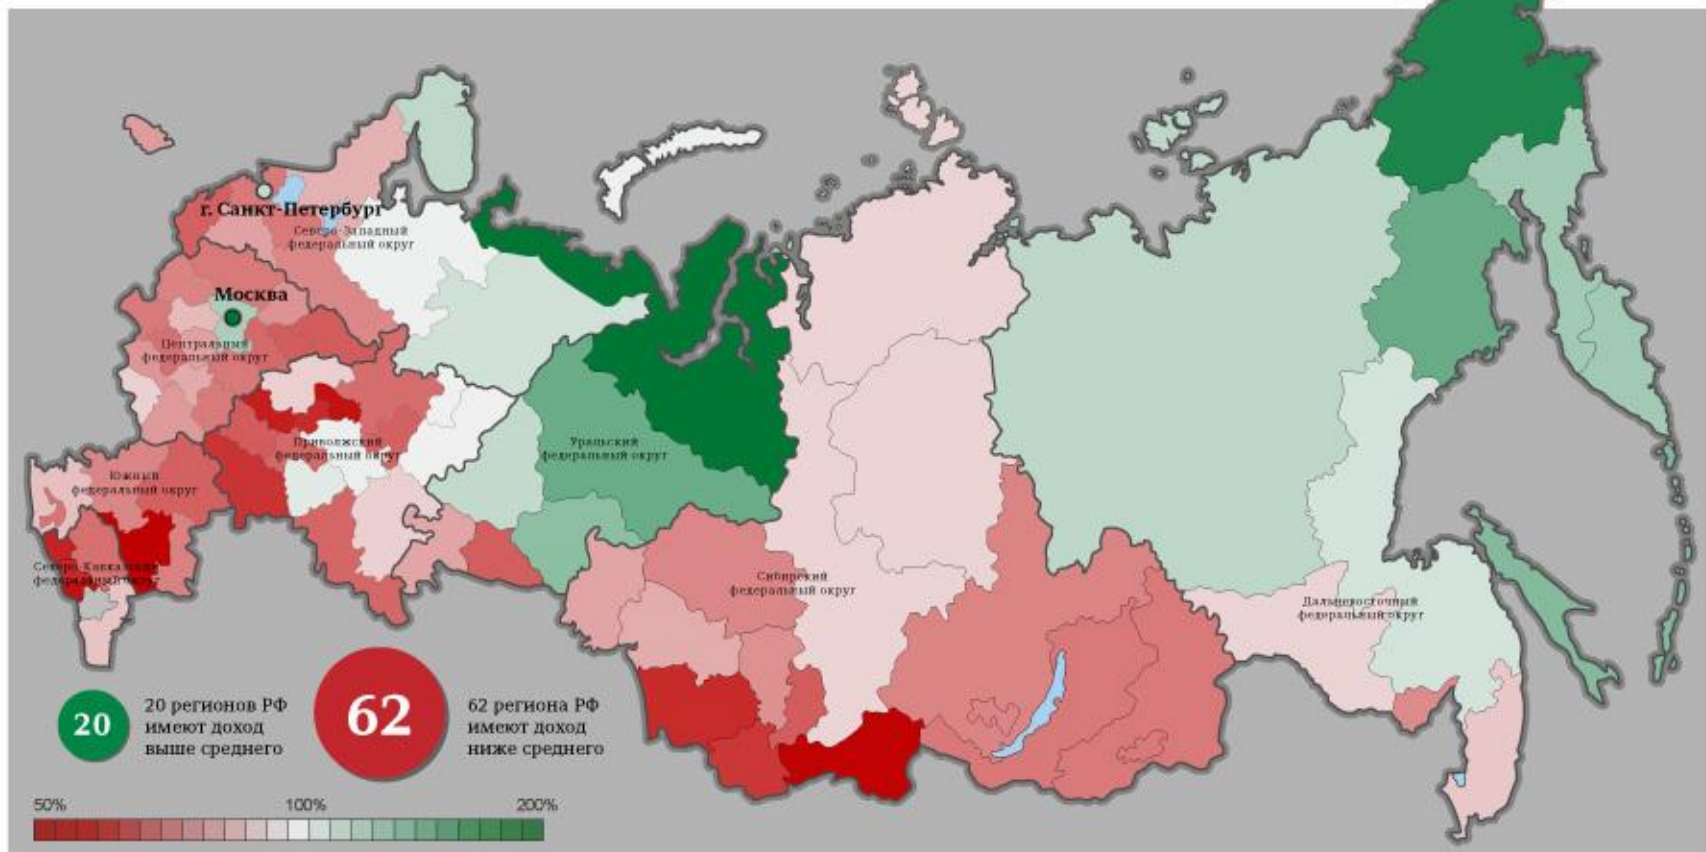 г. Санкт-Петербург
Северо-Западный
федеральный округ
Москва
Центральный
федеральный округ
Приволжский
федеральный округ
Уральский
федеральный округ
Южный
федеральный округ
Северо-Кавказский
федеральный округ
Сибирский
федеральный округ
Дальневосточный
федеральный округ
20
20 регионов РФ
имеют доход
выше среднего
62
62 региона РФ
имеют доход
ниже среднего
50% 100% 200%